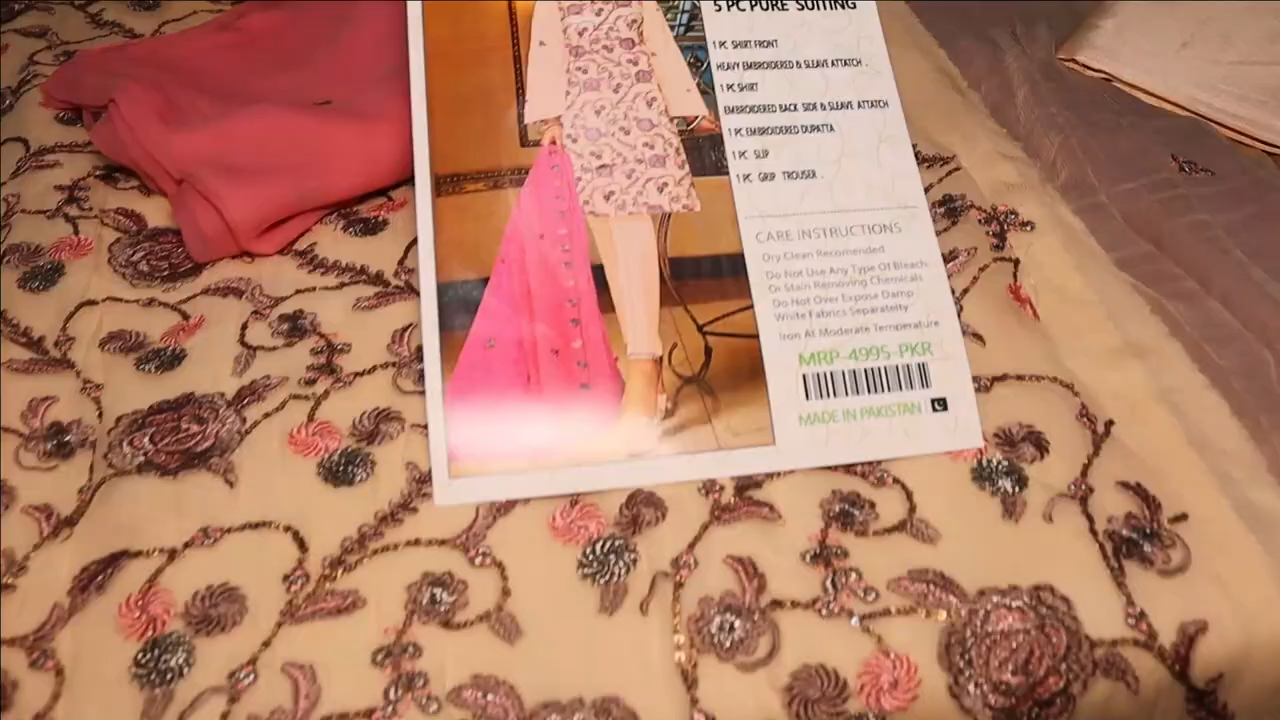 5 PC PURE SUITING
1 PC SHIRT FRONT
HEAVY EMBROIDERED & SLEAVE ATTATCH .
1 PC SHIRT
EMBROIDERED BACK SIDE & SLEAVE ATTATCH
1 PC EMBROIDERED DUPATTA
1 PC SLIP
1 PC GRIP TROUSER .
CARE INSTRUCTIONS
Dry Clean Recomended
Do Not Use Any Type Of Bleach
Or Stain Removing Chemicals
Do Not Over Expose Damp
White Fabrics Separateity
Iron At Moderate Temperature
MRP-4995-PKR
MADE IN PAKISTAN